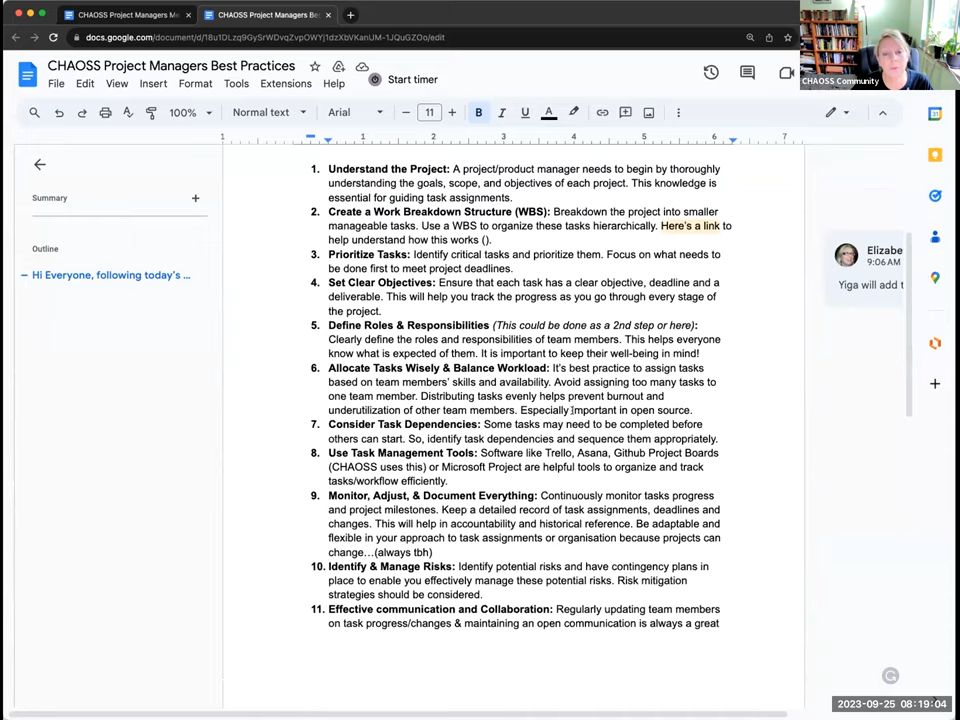 CHAOSS Project Managers Me
CHAOSS Project Managers Bes
docs.google.com/document/d/18u1DLzq9GySrWDvqZvpOWYj1dzXbVKanUM-1JQuGZOo/edit
CHAOSS Project Managers Best Practices
File Edit View Insert Format Tools Extensions Help Start timer
CHAOSS Community
100% Normal text Arial 11 B I U A
1 1 2 3 4 5 6 7
Summary
Outline
Hi Everyone, following today's ...
1. Understand the Project: A project/product manager needs to begin by thoroughly
understanding the goals, scope, and objectives of each project. This knowledge is
essential for guiding task assignments.
2. Create a Work Breakdown Structure (WBS): Breakdown the project into smaller
manageable tasks. Use a WBS to organize these tasks hierarchically. Here's a link to
help understand how this works ().
3. Prioritize Tasks: Identify critical tasks and prioritize them. Focus on what needs to
be done first to meet project deadlines.
4. Set Clear Objectives: Ensure that each task has a clear objective, deadline and a
deliverable. This will help you track the progress as you go through every stage of
the project.
5. Define Roles & Responsibilities (This could be done as a 2nd step or here):
Clearly define the roles and responsibilities of team members. This helps everyone
know what is expected of them. It is important to keep their well-being in mind!
6. Allocate Tasks Wisely & Balance Workload: It's best practice to assign tasks
based on team members' skills and availability. Avoid assigning too many tasks to
one team member. Distributing tasks evenly helps prevent burnout and
underutilization of other team members. Especially important in open source.
7. Consider Task Dependencies: Some tasks may need to be completed before
others can start. So, identify task dependencies and sequence them appropriately.
8. Use Task Management Tools: Software like Trello, Asana, Github Project Boards
(CHAOSS uses this) or Microsoft Project are helpful tools to organize and track
tasks/workflow efficiently.
9. Monitor, Adjust, & Document Everything: Continuously monitor tasks progress
and project milestones. Keep a detailed record of task assignments, deadlines and
changes. This will help in accountability and historical reference. Be adaptable and
flexible in your approach to task assignments or organisation because projects can
change...(always tbh)
10. Identify & Manage Risks: Identify potential risks and have contingency plans in
place to enable you effectively manage these potential risks. Risk mitigation
strategies should be considered.
11. Effective communication and Collaboration: Regularly updating team members
on task progress/changes & maintaining an open communication is always a great
Elizabe
9:06 AM
Yiga will add t
2023-09-25 08:19:04